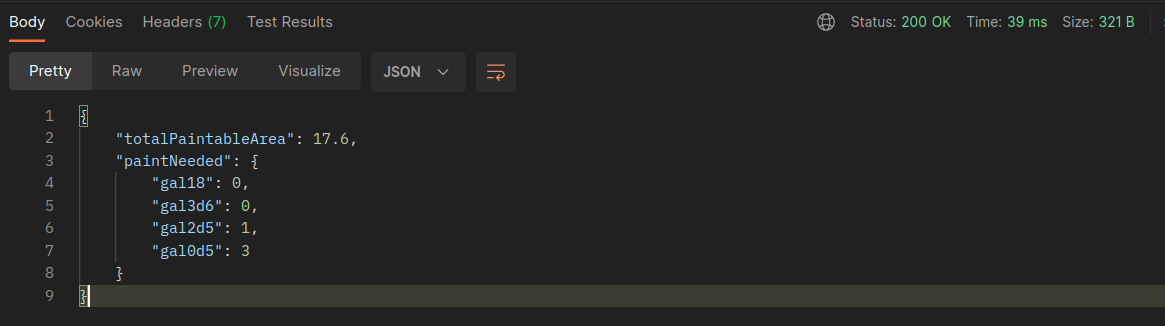 Body Cookies Headers (7) Test Results Status: 200 OK Time: 39 ms Size: 321 B
Pretty Raw Preview Visualize JSON
1 {
2 "totalPaintableArea": 17.6,
3 "paintNeeded": {
4 "gal18": 0,
5 "gal3d6": 0,
6 "gal2d5": 1,
7 "gal0d5": 3
8 }
9 }